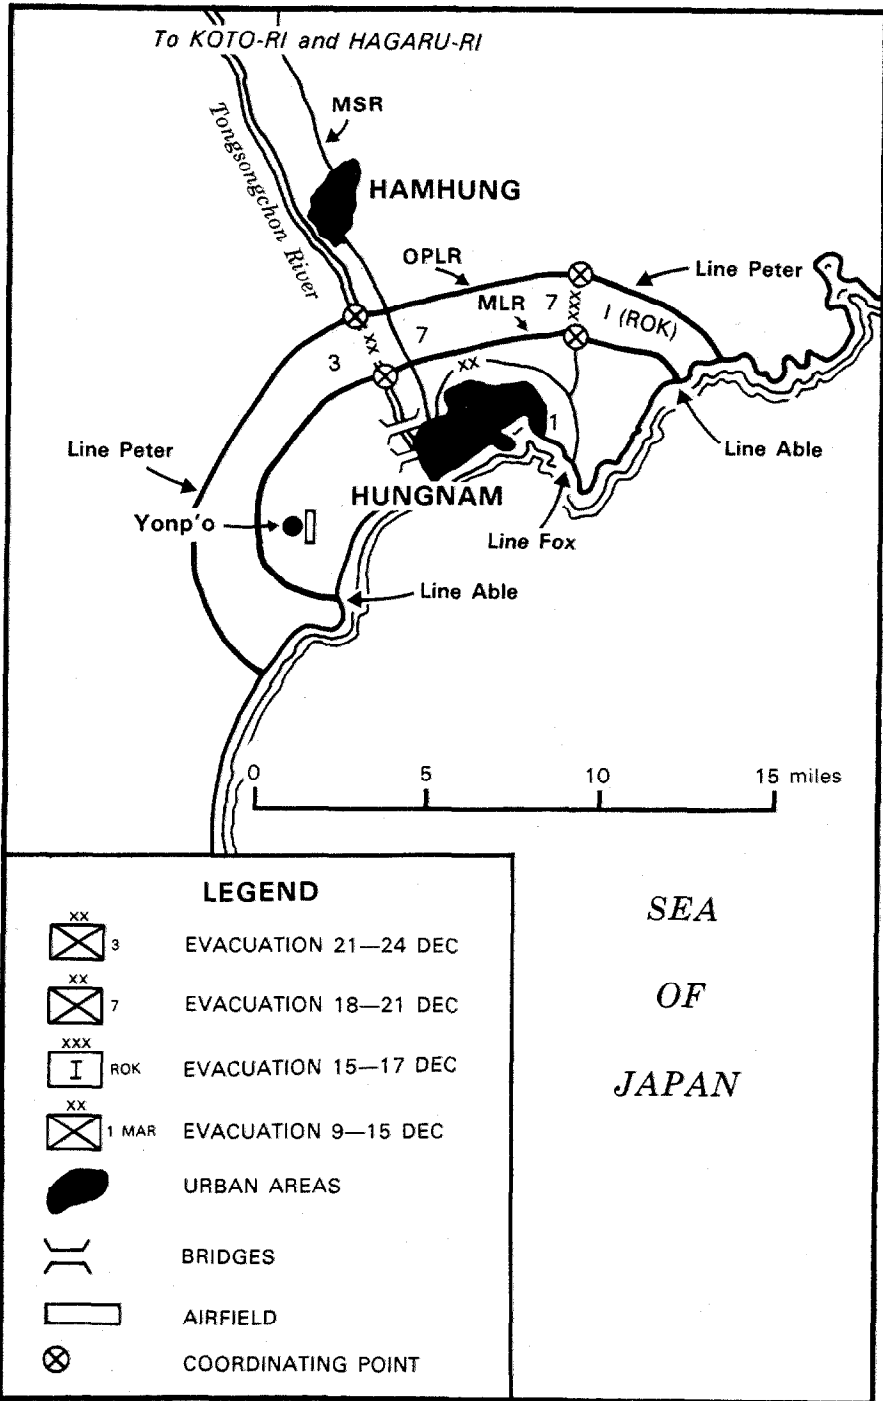 To KOTO-RI and HAGARU-RI
MSR
Tongsongchon River
HAMHUNG
OPLR
Line Peter
MLR
7
xxx
I (ROK)
7
xx
3
xx
1
Line Peter
Line Able
HUNGNAM
Yonp'o
Line Fox
Line Able
0 5 10 15 miles
LEGEND
xx
3 EVACUATION 21—24 DEC
xx
7 EVACUATION 18—21 DEC
xxx
I ROK EVACUATION 15—17 DEC
xx
1 MAR EVACUATION 9—15 DEC
URBAN AREAS
BRIDGES
AIRFIELD
COORDINATING POINT
SEA
OF
JAPAN